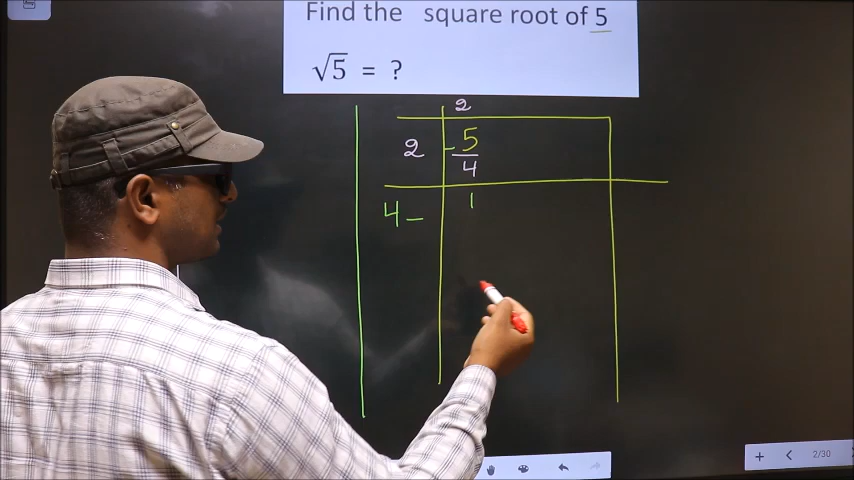 Find the square root of 5
√5 = ?
2
2 - 5
4
4 _ 1
2/30